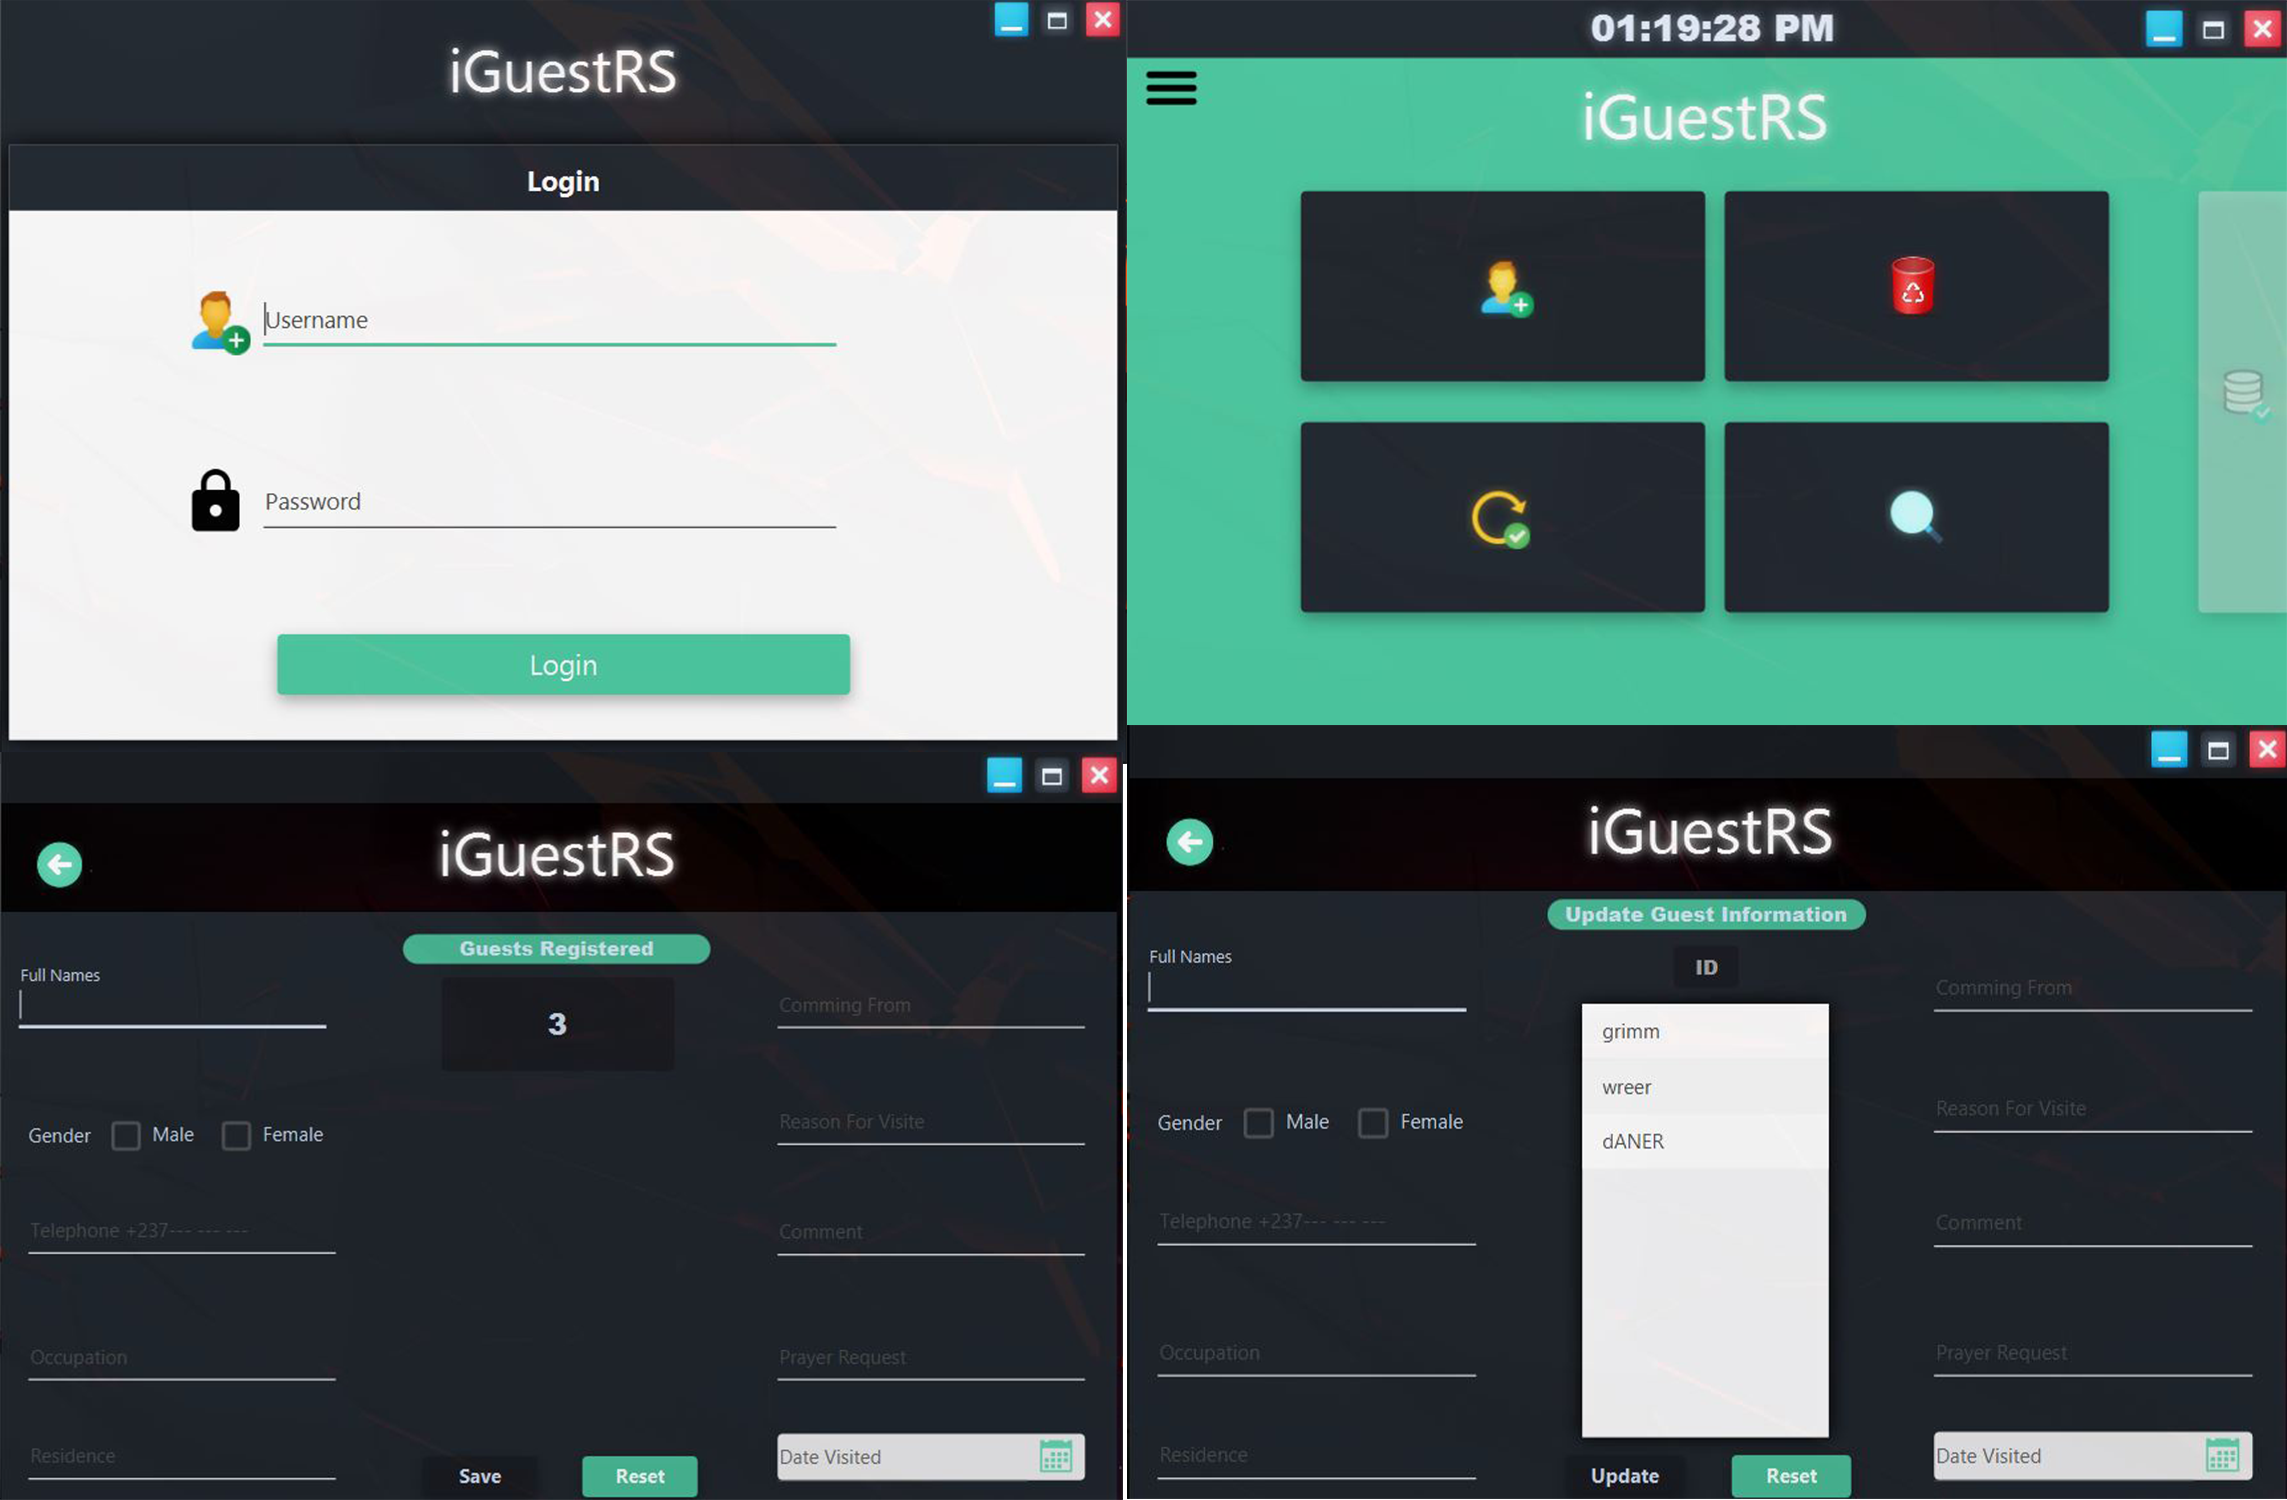 iGuestRS
Login
Username
Password
Login
01:19:28 PM
iGuestRS
iGuestRS
Guests Registered
Full Names
3
Comming From
Gender Male Female
Reason For Visite
Telephone +237--- --- ---
Comment
Occupation
Prayer Request
Residence
Save
Reset
Date Visited
iGuestRS
Update Guest Information
Full Names
ID
Comming From
grimm
wreer
dANER
Gender Male Female
Reason For Visite
Telephone +237--- --- ---
Comment
Occupation
Prayer Request
Residence
Update
Reset
Date Visited